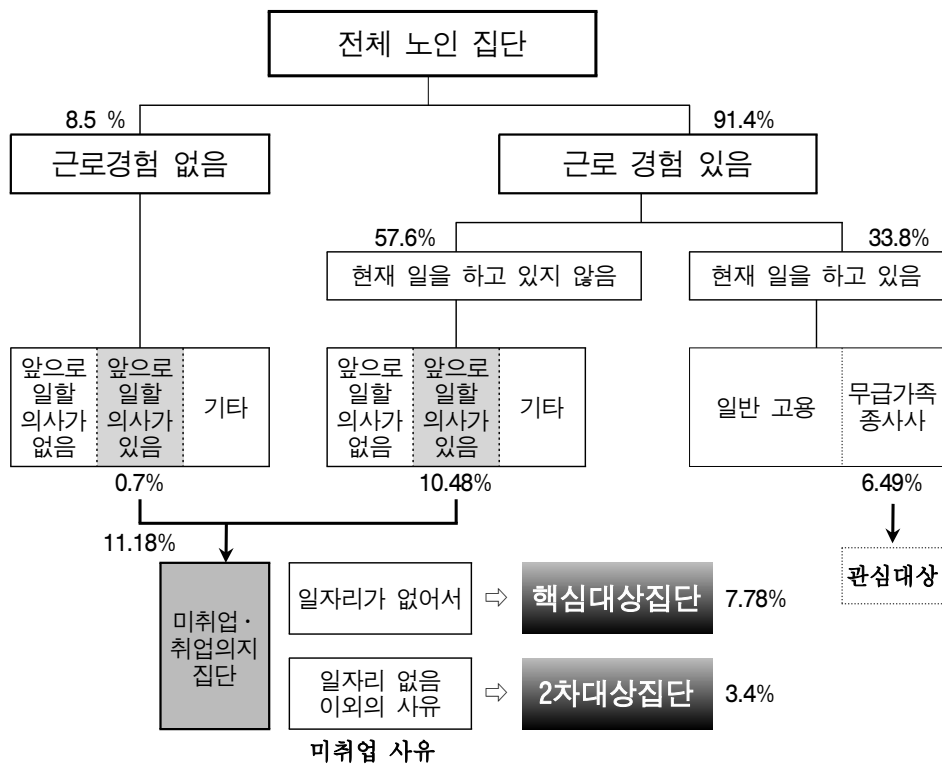 전체 노인 집단
8.5 %
91.4%
근로경험 없음
근로 경험 있음
57.6%
33.8%
현재 일을 하고 있지 않음
현재 일을 하고 있음
앞으로
일할
의사가
없음
앞으로
일할
의사가
있음
기타
앞으로
일할
의사가
없음
앞으로
일할
의사가
있음
기타
일반 고용
무급가족
종사사
0.7%
10.48%
6.49%
11.18%
관심대상
미취업·
취업의지
집단
일자리가 없어서
⇨
핵심대상집단
7.78%
일자리 없음
이외의 사유
⇨
2차대상집단
3.4%
미취업 사유